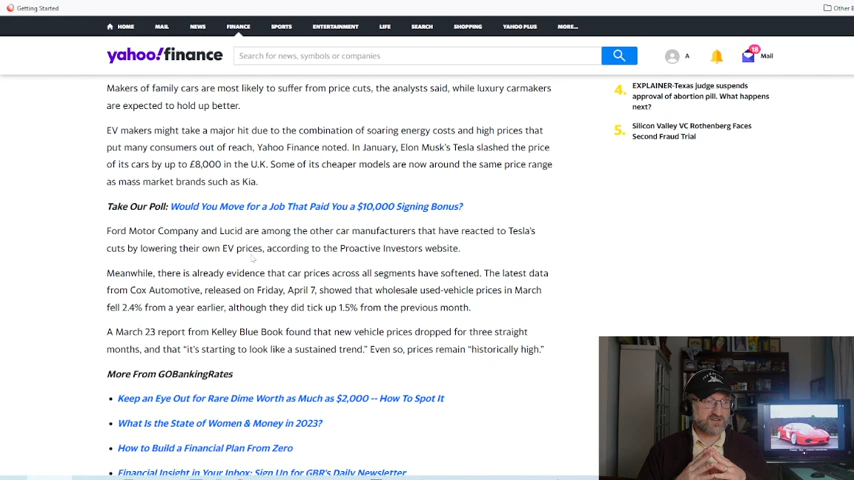 Getting Started
Other B
HOME MAIL NEWS FINANCE SPORTS ENTERTAINMENT LIFE SEARCH SHOPPING YAHOO PLUS MORE...
yahoo!finance
Search for news, symbols or companies
A
18
Mail
Makers of family cars are most likely to suffer from price cuts, the analysts said, while luxury carmakers
are expected to hold up better.
EV makers might take a major hit due to the combination of soaring energy costs and high prices that
put many consumers out of reach, Yahoo Finance noted. In January, Elon Musk's Tesla slashed the price
of its cars by up to £8,000 in the U.K. Some of its cheaper models are now around the same price range
as mass market brands such as Kia.
Take Our Poll: Would You Move for a Job That Paid You a $10,000 Signing Bonus?
Ford Motor Company and Lucid are among the other car manufacturers that have reacted to Tesla's
cuts by lowering their own EV prices, according to the Proactive Investors website.
Meanwhile, there is already evidence that car prices across all segments have softened. The latest data
from Cox Automotive, released on Friday, April 7, showed that wholesale used-vehicle prices in March
fell 2.4% from a year earlier, although they did tick up 1.5% from the previous month.
A March 23 report from Kelley Blue Book found that new vehicle prices dropped for three straight
months, and that "it's starting to look like a sustained trend." Even so, prices remain "historically high."
More From GOBankingRates
• Keep an Eye Out for Rare Dime Worth as Much as $2,000 -- How To Spot It
• What Is the State of Women & Money in 2023?
• How to Build a Financial Plan From Zero
• Financial Insight in Your Inbox: Sign Up for GBR's Daily Newsletter
4. EXPLAINER-Texas judge suspends
approval of abortion pill. What happens
next?
5. Silicon Valley VC Rothenberg Faces
Second Fraud Trial